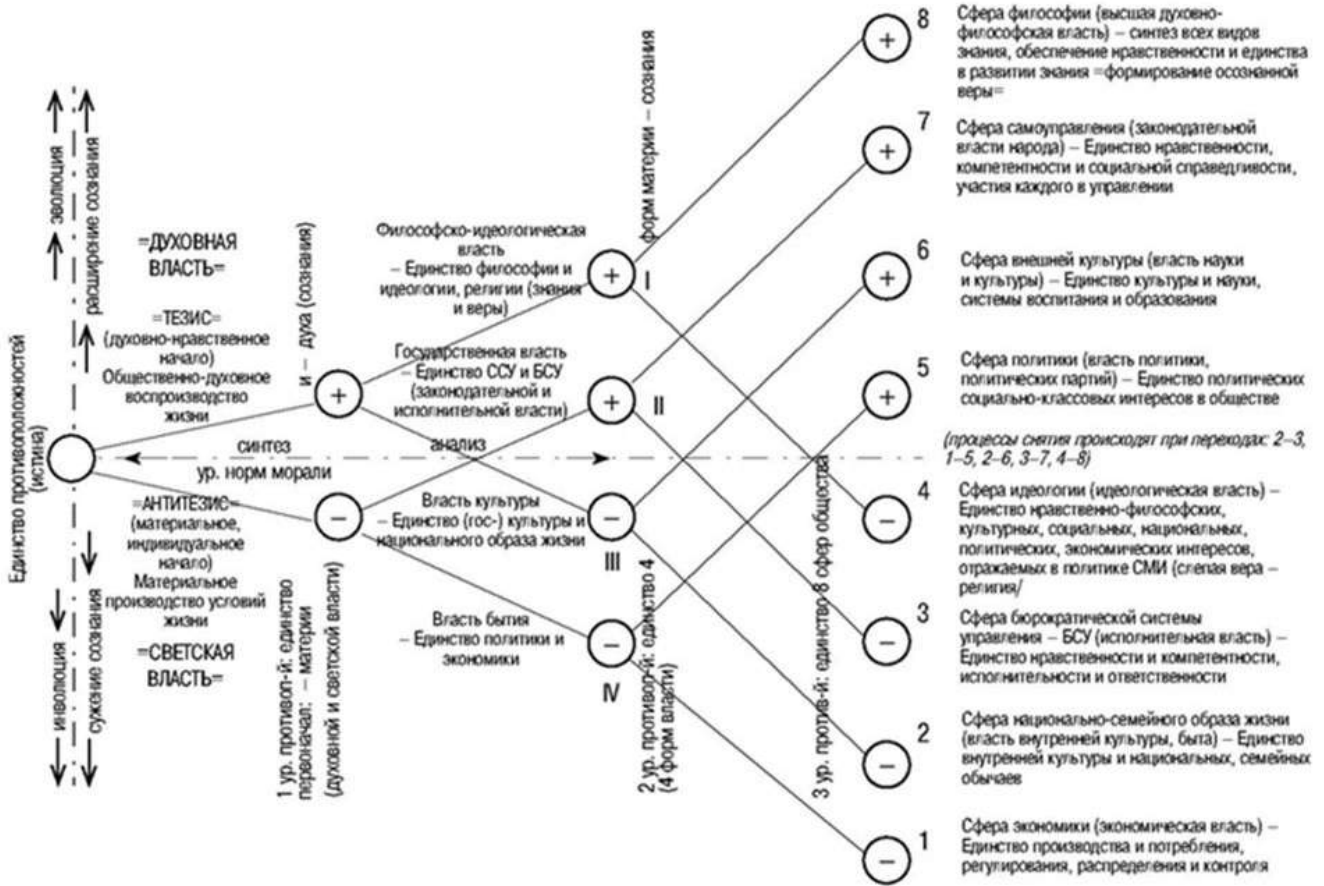 эволюция
расширение сознания
=ДУХОВНАЯ
ВЛАСТЬ=
=ТЕЗИС=
(духовно-нравственное
начало)
Общественно-духовное
воспроизводство
жизни
Единство противоположностей
(истина)
синтез
анализ
ур. норм морали
=АНТИТЕЗИС=
(материальное,
индивидуальное
начало)
Материальное
производство условий
жизни
=СВЕТСКАЯ
ВЛАСТЬ=
инволюция
сужение сознания
1 ур. противоп-й: единство
первоначал: – материи
и – духа (сознания)
(духовной и светской власти)
+
–
Философско-идеологическая
власть
– Единство философии и
идеологии, религии (знания
и веры)
Государственная власть
– Единство ССУ и БСУ
(законодательной и
исполнительной власти)
Власть культуры
– Единство (гос-) культуры и
национального образа жизни
Власть бытия
– Единство политики и
экономики
+
I
+
II
–
III
–
IV
2 ур. противоп-й: единство 4
форм материи – сознания
(4 форм власти)
3 ур. против-й: единство 8 сфер общества
+
8
Сфера философии (высшая духовно-
философская власть) – синтез всех видов
знания, обеспечение нравственности и единства
в развитии знания =формирование осознанной
веры=
+
7
Сфера самоуправления (законодательной
власти народа) – Единство нравственности,
компетентности и социальной справедливости,
участия каждого в управлении
+
6
Сфера внешней культуры (власть науки
и культуры) – Единство культуры и науки,
системы воспитания и образования
+
5
Сфера политики (власть политики,
политических партий) – Единство политических
социально-классовых интересов в обществе
(процессы снятия происходят при переходах: 2–3,
1–5, 2–6, 3–7, 4–8)
–
4
Сфера идеологии (идеологическая власть) –
Единство нравственно-философских,
культурных, социальных, национальных,
политических, экономических интересов,
отражаемых в политике СМИ (слепая вера –
религия/
–
3
Сфера бюрократической системы
управления – БСУ (исполнительная власть) –
Единство нравственности и компетентности,
исполнительности и ответственности
–
2
Сфера национально-семейного образа жизни
(власть внутренней культуры, быта) – Единство
внутренней культуры и национальных, семейных
обычаев
–
1
Сфера экономики (экономическая власть) –
Единство производства и потребления,
регулирования, распределения и контроля